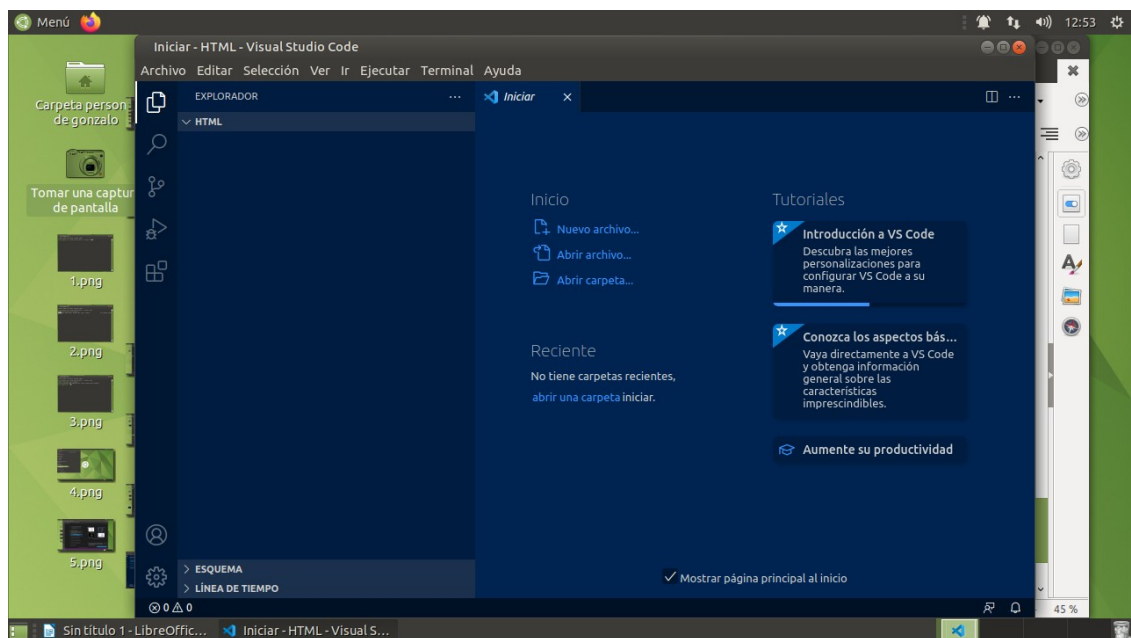 Menú
12:53
Carpeta person
de gonzalo
Tomar una captur
de pantalla
1.png
2.png
3.png
4.png
5.png
Iniciar - HTML - Visual Studio Code
Archivo Editar Selección Ver Ir Ejecutar Terminal Ayuda
EXPLORADOR
HTML
ESQUEMA
LÍNEA DE TIEMPO
Iniciar
Inicio
Nuevo archivo...
Abrir archivo...
Abrir carpeta...
Reciente
No tiene carpetas recientes,
abrir una carpeta iniciar.
Tutoriales
Introducción a VS Code
Descubra las mejores
personalizaciones para
configurar VS Code a su
manera.
Conozca los aspectos bás...
Vaya directamente a VS Code
y obtenga información
general sobre las
características
imprescindibles.
Aumente su productividad
Mostrar página principal al inicio
0 0
45 %
Sin título 1 - LibreOffic...
Iniciar - HTML - Visual S...